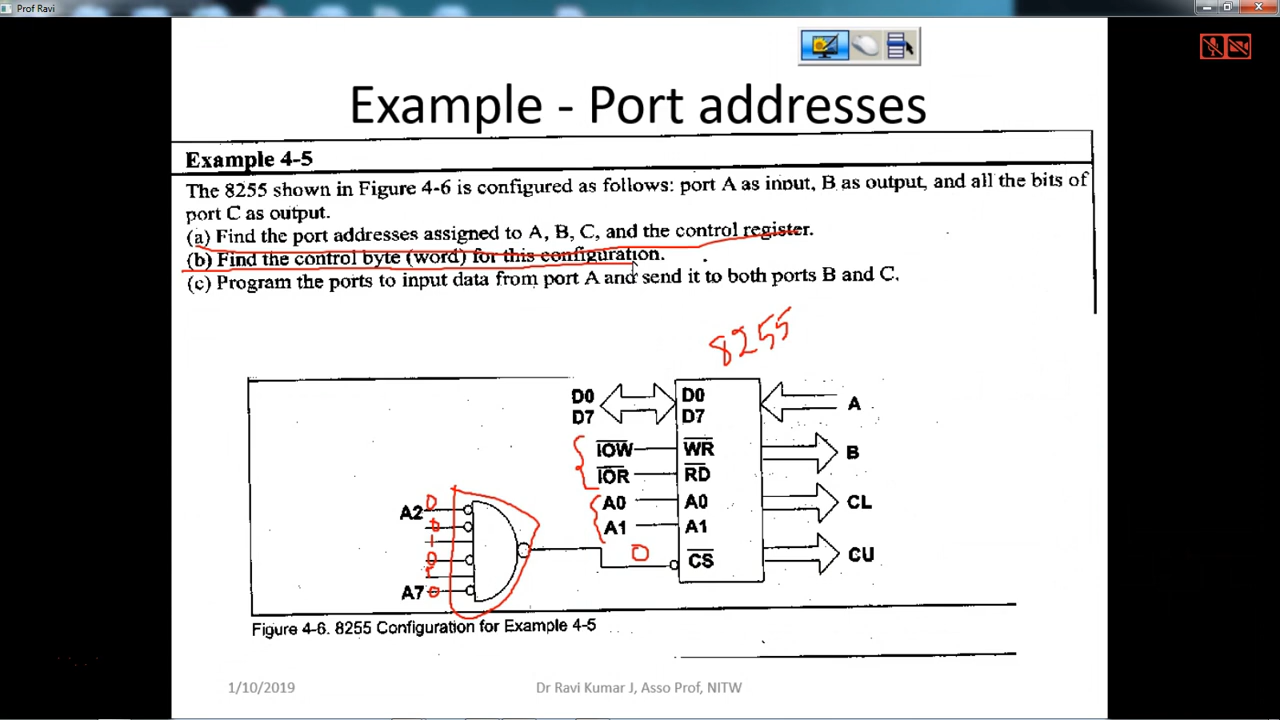 Prof Ravi
Example - Port addresses
Example 4-5
The 8255 shown in Figure 4-6 is configured as follows: port A as input, B as output, and all the bits of
port C as output.
(a) Find the port addresses assigned to A, B, C, and the control register.
(b) Find the control byte (word) for this configuration.
(c) Program the ports to input data from port A and send it to both ports B and C.
8255
D0 D0
D7 D7
A
IOW WR B
IOR RD
A0 A0 CL
A1 A1
0 CS CU
A2 0
0
1
0
A7 0
Figure 4-6. 8255 Configuration for Example 4-5
1/10/2019 Dr Ravi Kumar J, Asso Prof, NITW